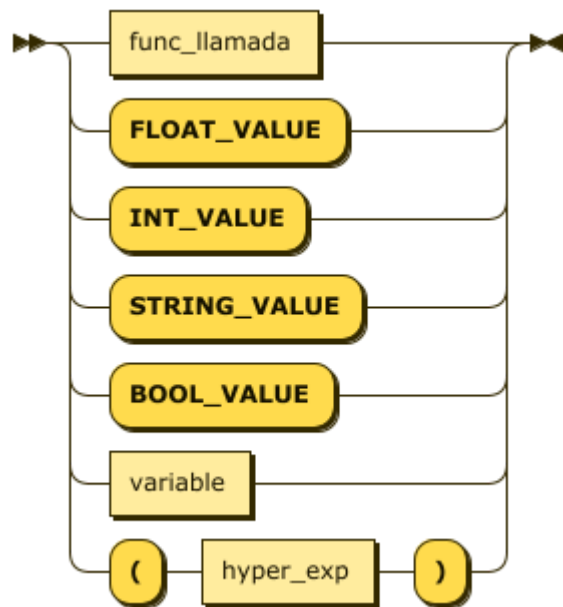 func_llamada
FLOAT_VALUE
INT_VALUE
STRING_VALUE
BOOL_VALUE
variable
( hyper_exp )